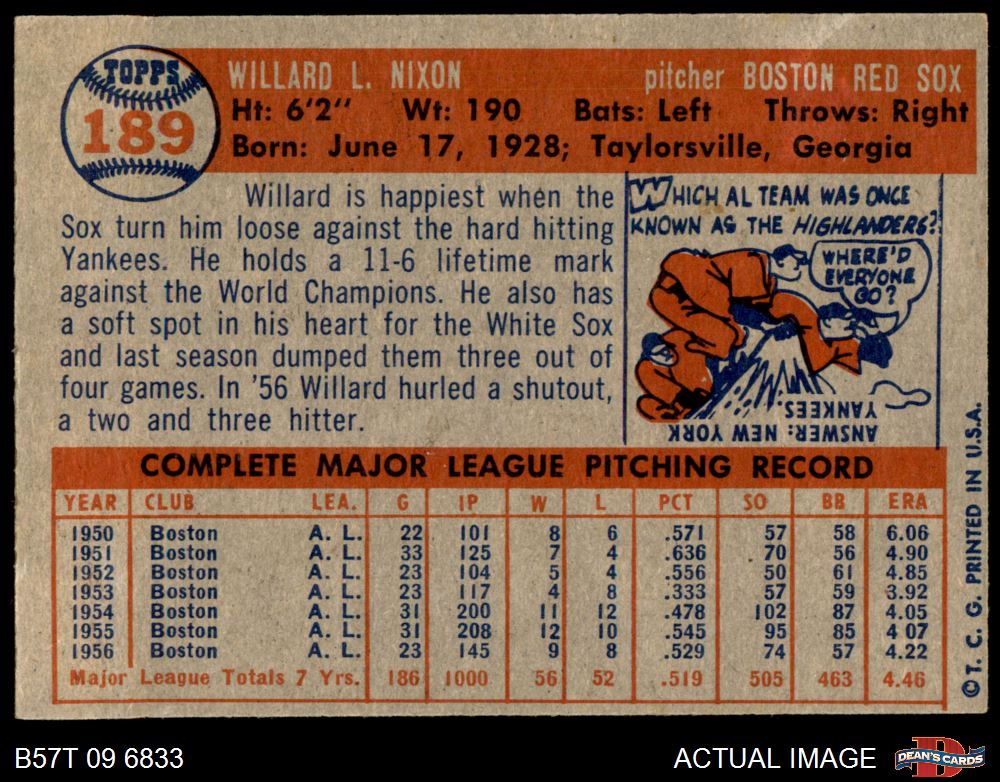 TOPPS
189
WILLARD L. NIXON pitcher BOSTON RED SOX
Ht: 6'2" Wt: 190 Bats: Left Throws: Right
Born: June 17, 1928; Taylorsville, Georgia
Willard is happiest when the
Sox turn him loose against the hard hitting
Yankees. He holds a 11-6 lifetime mark
against the World Champions. He also has
a soft spot in his heart for the White Sox
and last season dumped them three out of
four games. In '56 Willard hurled a shutout,
a two and three hitter.
WHICH AL TEAM WAS ONCE
KNOWN AS THE HIGHLANDERS?
WHERE'D
EVERYONE
GO?
ANSWER: NEW YORK
YANKEES.
COMPLETE MAJOR LEAGUE PITCHING RECORD
YEAR CLUB LEA. G IP W L PCT SO BB ERA
1950 Boston A. L. 22 101 8 6 .571 57 58 6.06
1951 Boston A. L. 33 125 7 4 .636 70 56 4.90
1952 Boston A. L. 23 104 5 4 .556 50 61 4.85
1953 Boston A. L. 23 117 4 8 .333 57 59 3.92
1954 Boston A. L. 31 200 11 12 .478 102 87 4.05
1955 Boston A. L. 31 208 12 10 .545 95 85 4 07
1956 Boston A. L. 23 145 9 8 .529 74 57 4.22
Major League Totals 7 Yrs. 186 1000 56 52 .519 505 463 4.46
© T. C. G. PRINTED IN U.S.A.
B57T 09 6833
ACTUAL IMAGE
DEAN'S CARDS